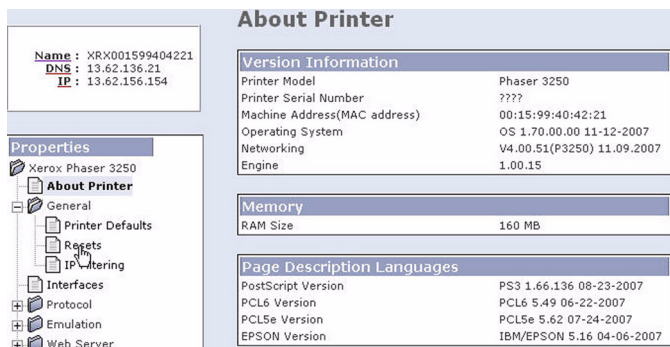 About Printer
Name : XRX001599404221
DNS : 13.62.136.21
IP : 13.62.156.154
Properties
Xerox Phaser 3250
About Printer
General
Printer Defaults
Resets
IP Filtering
Interfaces
Protocol
Emulation
Web Server
Version Information
Printer Model Phaser 3250
Printer Serial Number ????
Machine Address(MAC address) 00:15:99:40:42:21
Operating System OS 1.70.00.00 11-12-2007
Networking V4.00.51(P3250) 11.09.2007
Engine 1.00.15
Memory
RAM Size 160 MB
Page Description Languages
PostScript Version PS3 1.66.136 08-23-2007
PCL6 Version PCL6 5.49 06-22-2007
PCL5e Version PCL5e 5.62 07-24-2007
EPSON Version IBM/EPSON 5.16 04-06-2007